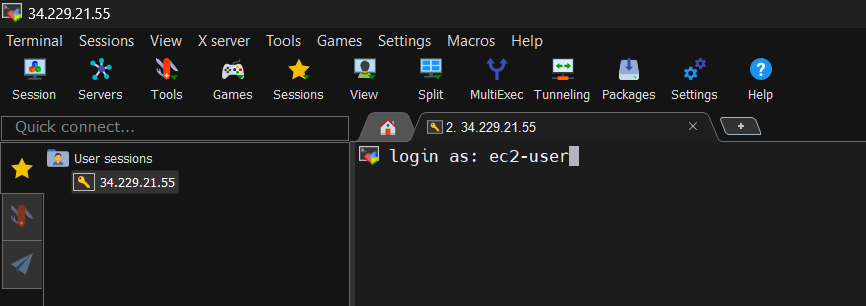 34.229.21.55
Terminal Sessions View X server Tools Games Settings Macros Help
Session Servers Tools Games Sessions View Split MultiExec Tunneling Packages Settings Help
Quick connect...
2. 34.229.21.55
User sessions
34.229.21.55
login as: ec2-user